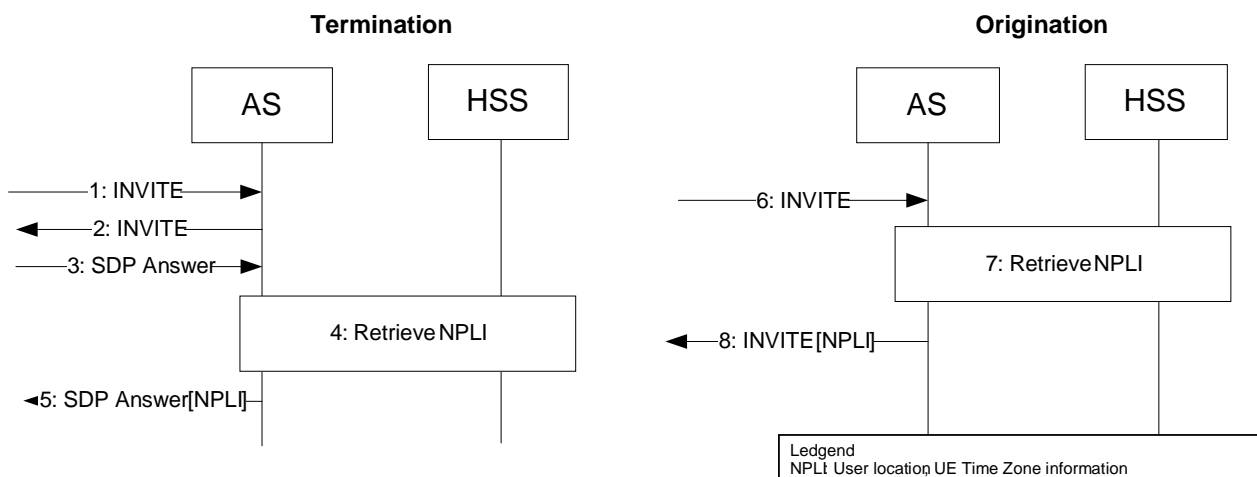 Termination
Origination
AS
HSS
AS
HSS
1: INVITE
2: INVITE
3: SDP Answer
4: Retrieve NPLI
5: SDP Answer[NPLI]
6: INVITE
7: Retrieve NPLI
8: INVITE[NPLI]
Ledgend
NPLI: User location, UE Time Zone information